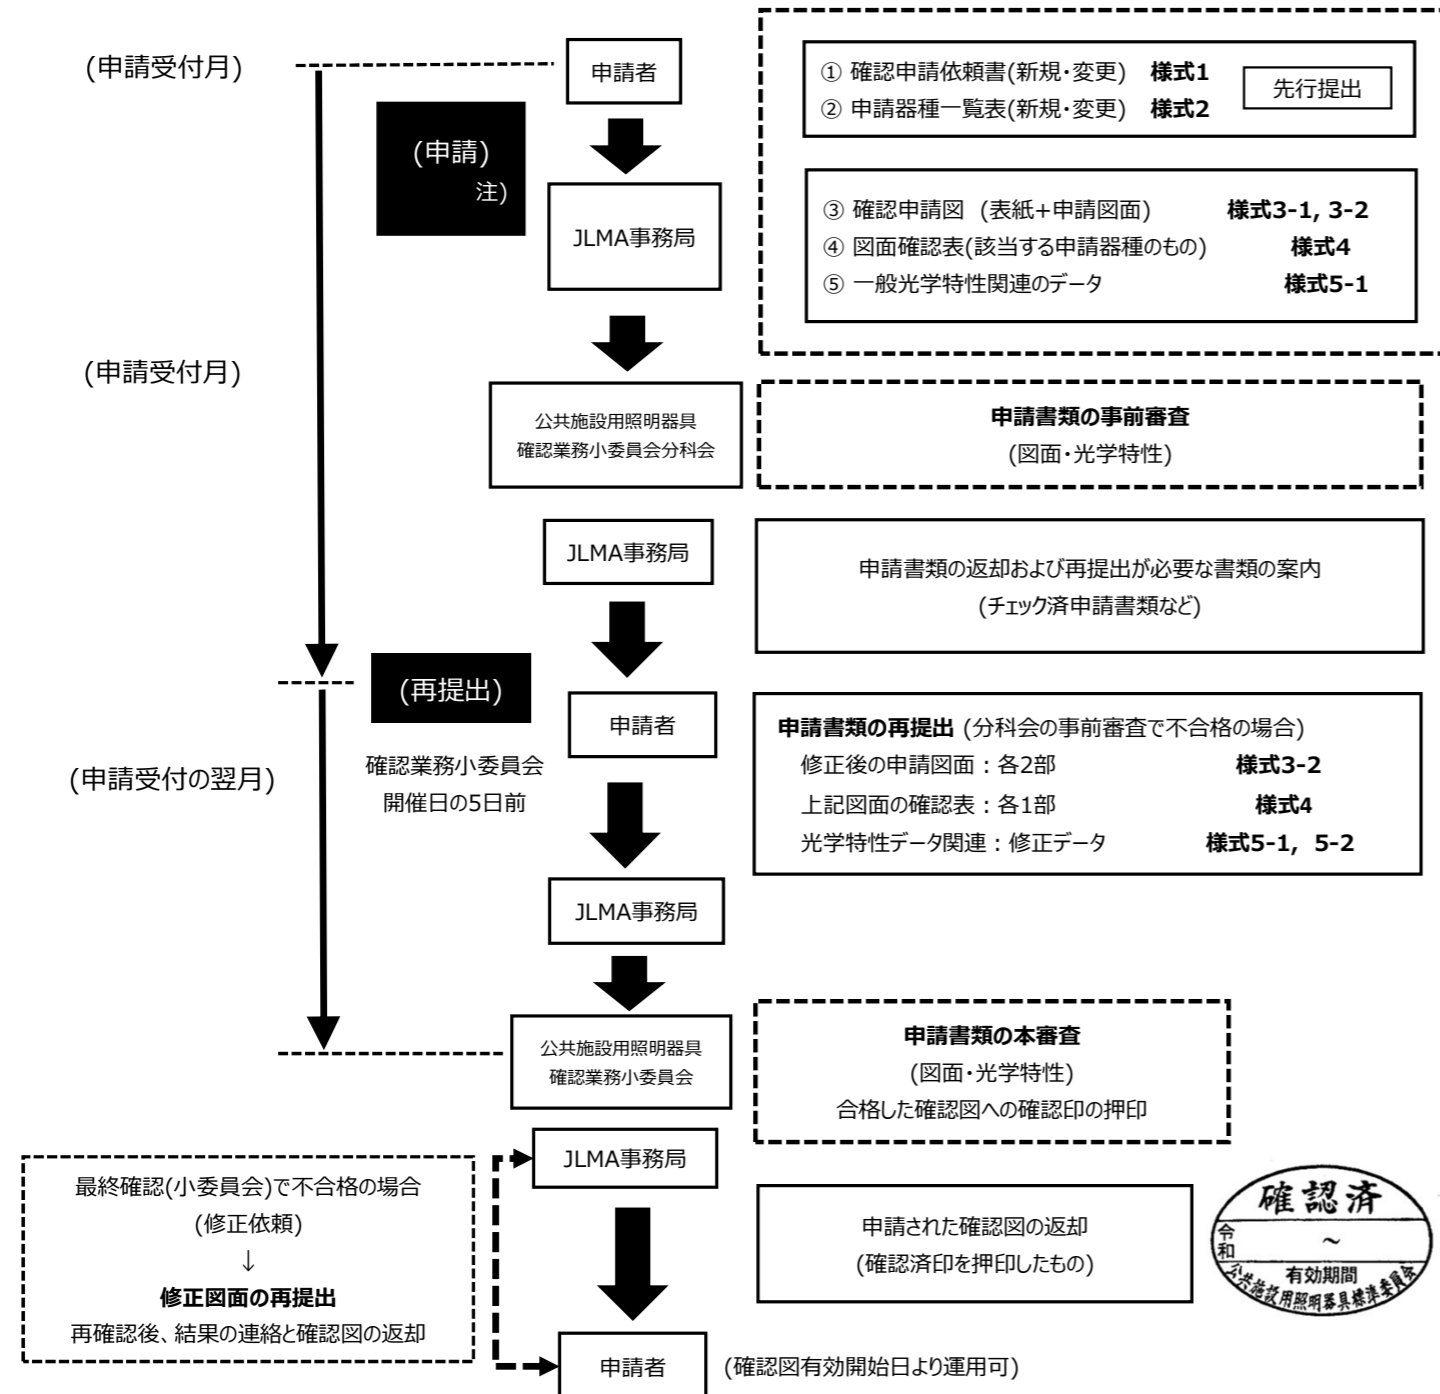 (申請受付月)
申請者
① 確認申請依頼書(新規・変更) 様式1
② 申請器種一覧表(新規・変更) 様式2
先行提出
(申請)
注)
JLMA事務局
③ 確認申請図 (表紙+申請図面) 様式3-1, 3-2
④ 図面確認表(該当する申請器種のもの) 様式4
⑤ 一般光学特性関連のデータ 様式5-1
(申請受付月)
公共施設用照明器具
確認業務小委員会分科会
申請書類の事前審査
(図面・光学特性)
JLMA事務局
申請書類の返却および再提出が必要な書類の案内
(チェック済申請書類など)
(再提出)
申請者
確認業務小委員会
開催日の5日前
(申請受付の翌月)
申請書類の再提出 (分科会の事前審査で不合格の場合)
修正後の申請図面:各2部 様式3-2
上記図面の確認表:各1部 様式4
光学特性データ関連:修正データ 様式5-1, 5-2
JLMA事務局
公共施設用照明器具
確認業務小委員会
申請書類の本審査
(図面・光学特性)
合格した確認図への確認印の押印
JLMA事務局
最終確認(小委員会)で不合格の場合
(修正依頼)
↓
修正図面の再提出
再確認後、結果の連絡と確認図の返却
申請された確認図の返却
(確認済印を押印したもの)
確認済
令和
~
有効期間
公共施設用照明器具標準委員会
申請者
(確認図有効開始日より運用可)